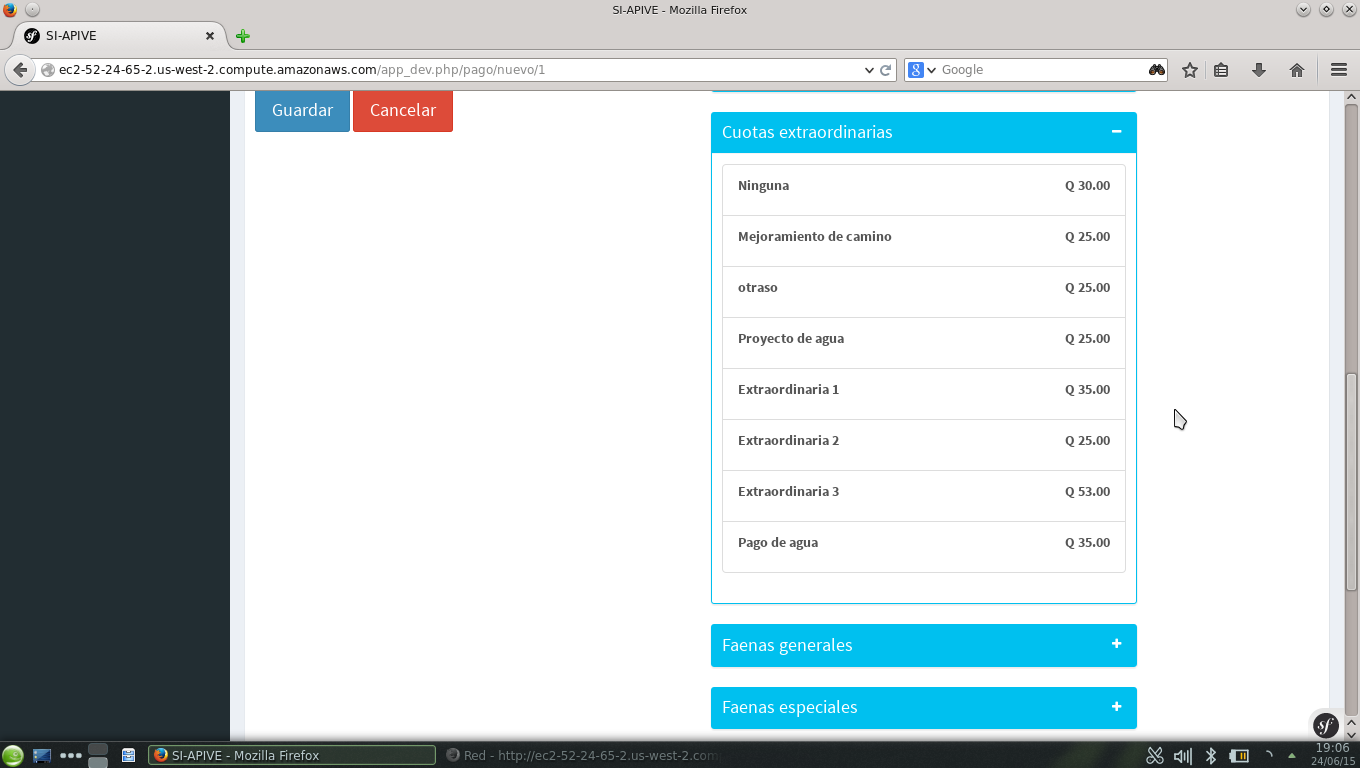 SI-APIVE - Mozilla Firefox
SI-APIVE
ec2-52-24-65-2.us-west-2.compute.amazonaws.com/app_dev.php/pago/nuevo/1
Google
Guardar
Cancelar
Cuotas extraordinarias
Ninguna Q 30.00
Mejoramiento de camino Q 25.00
otraso Q 25.00
Proyecto de agua Q 25.00
Extraordinaria 1 Q 35.00
Extraordinaria 2 Q 25.00
Extraordinaria 3 Q 53.00
Pago de agua Q 35.00
Faenas generales
Faenas especiales
sf
SI-APIVE - Mozilla Firefox
Red - http://ec2-52-24-65-2.us-west-2.com
19:06
24/06/15